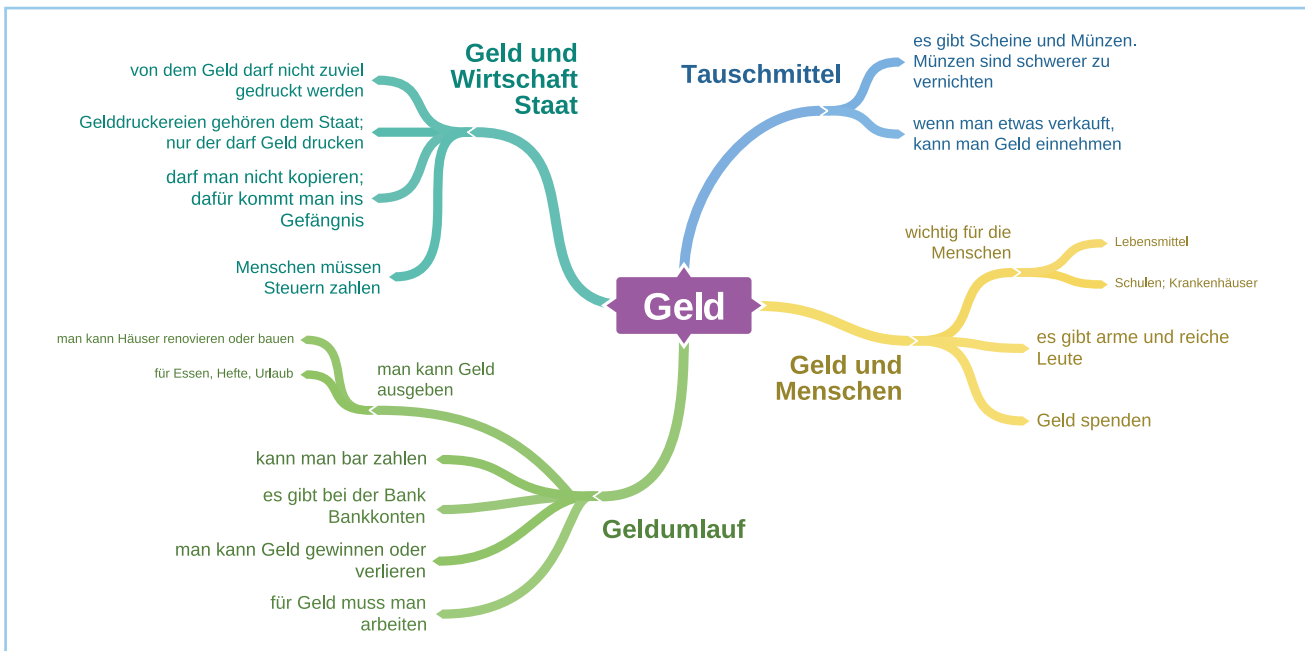 Geld und
Wirtschaft
Staat
von dem Geld darf nicht zuviel
gedruckt werden
Gelddruckereien gehören dem Staat;
nur der darf Geld drucken
darf man nicht kopieren;
dafür kommt man ins
Gefängnis
Menschen müssen
Steuern zahlen
Tauschmittel
es gibt Scheine und Münzen.
Münzen sind schwerer zu
vernichten
wenn man etwas verkauft,
kann man Geld einnehmen
Geld
wichtig für die
Menschen
Lebensmittel
Schulen; Krankenhäuser
Geld und
Menschen
es gibt arme und reiche
Leute
Geld spenden
man kann Häuser renovieren oder bauen
für Essen, Hefte, Urlaub
man kann Geld
ausgeben
kann man bar zahlen
es gibt bei der Bank
Bankkonten
man kann Geld gewinnen oder
verlieren
für Geld muss man
arbeiten
Geldumlauf